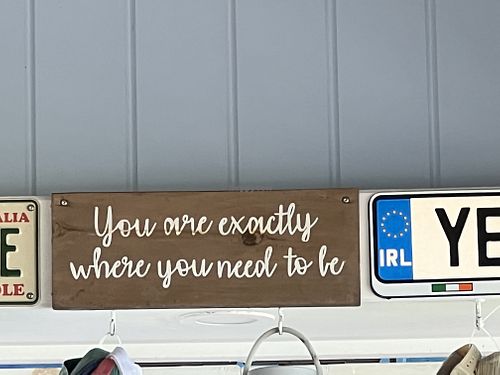 You are exactly
where you need to be
ALIA
E
OLE
IRL
YE